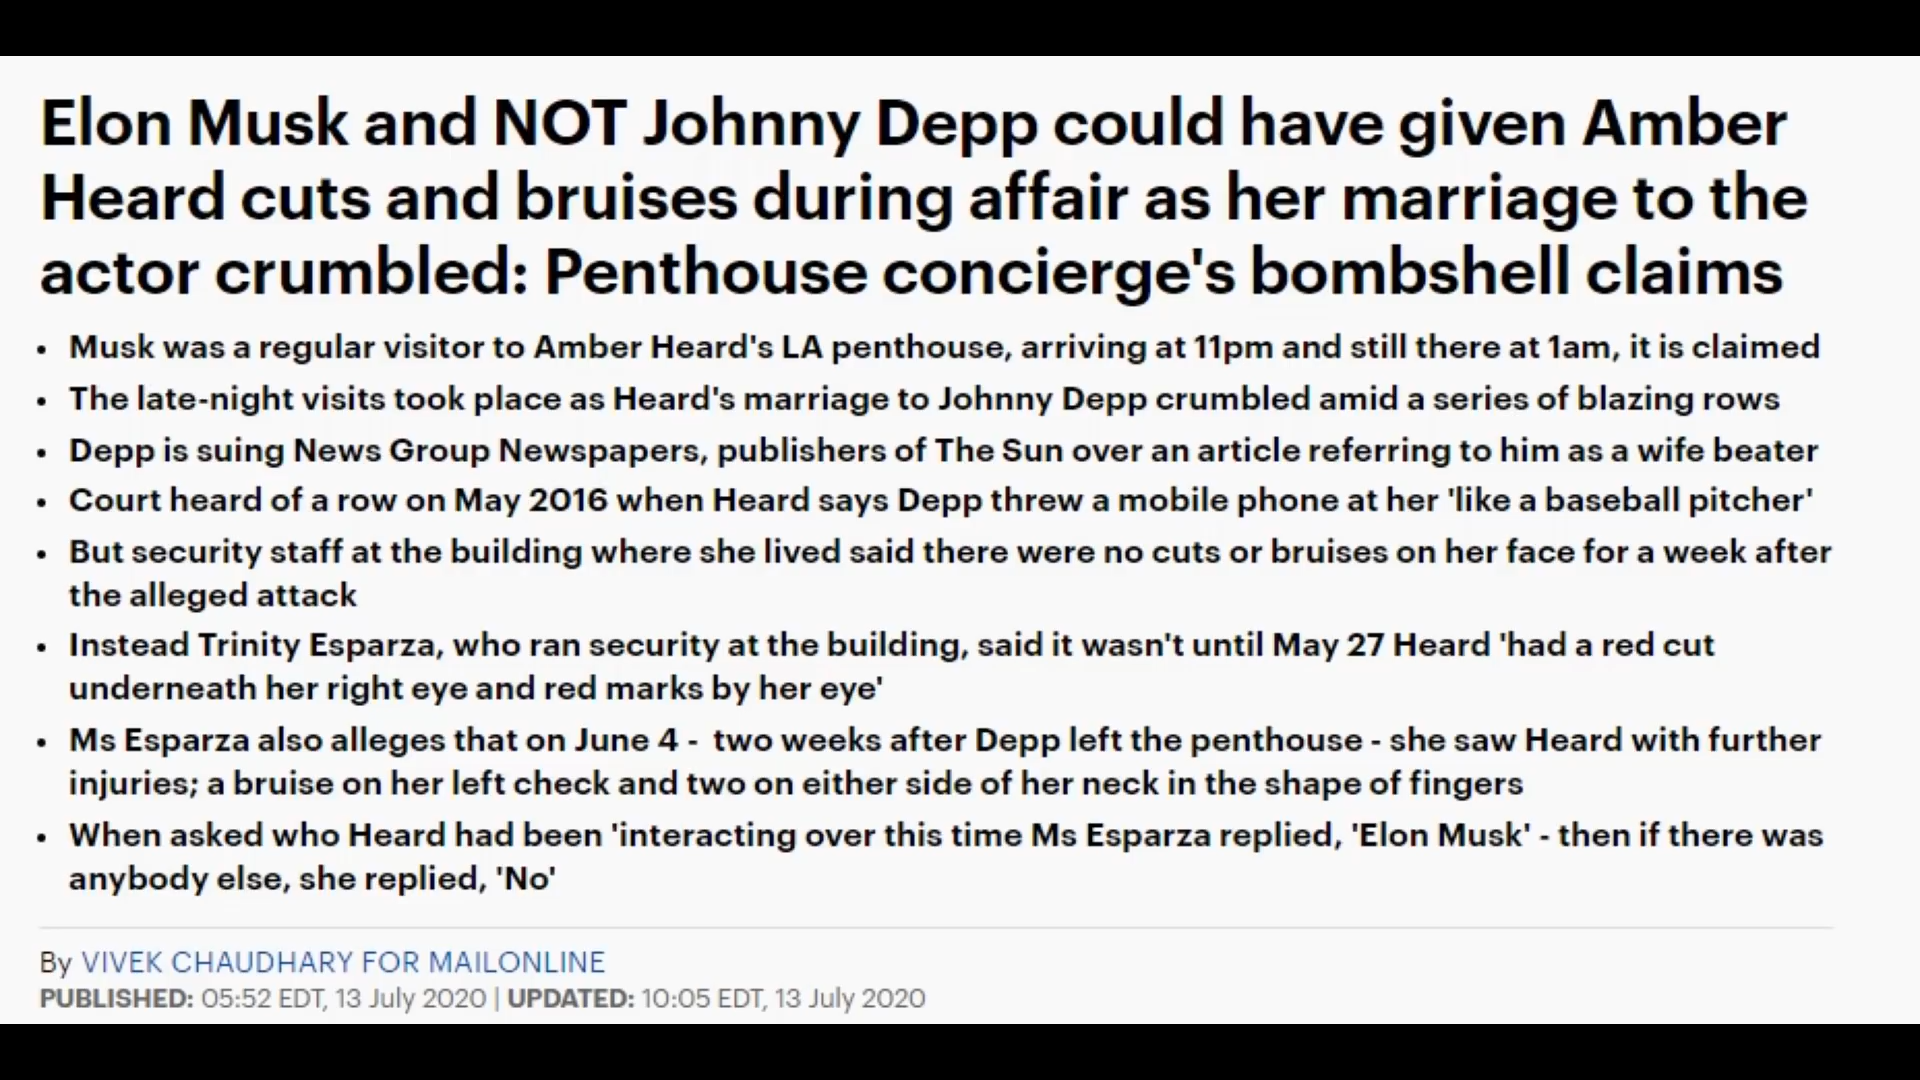 Elon Musk and NOT Johnny Depp could have given Amber
Heard cuts and bruises during affair as her marriage to the
actor crumbled: Penthouse concierge's bombshell claims
• Musk was a regular visitor to Amber Heard's LA penthouse, arriving at 11pm and still there at 1am, it is claimed
• The late-night visits took place as Heard's marriage to Johnny Depp crumbled amid a series of blazing rows
• Depp is suing News Group Newspapers, publishers of The Sun over an article referring to him as a wife beater
• Court heard of a row on May 2016 when Heard says Depp threw a mobile phone at her 'like a baseball pitcher'
• But security staff at the building where she lived said there were no cuts or bruises on her face for a week after
the alleged attack
• Instead Trinity Esparza, who ran security at the building, said it wasn't until May 27 Heard 'had a red cut
underneath her right eye and red marks by her eye'
• Ms Esparza also alleges that on June 4 - two weeks after Depp left the penthouse - she saw Heard with further
injuries; a bruise on her left check and two on either side of her neck in the shape of fingers
• When asked who Heard had been 'interacting over this time Ms Esparza replied, 'Elon Musk' - then if there was
anybody else, she replied, 'No'
By VIVEK CHAUDHARY FOR MAILONLINE
PUBLISHED: 05:52 EDT, 13 July 2020 | UPDATED: 10:05 EDT, 13 July 2020